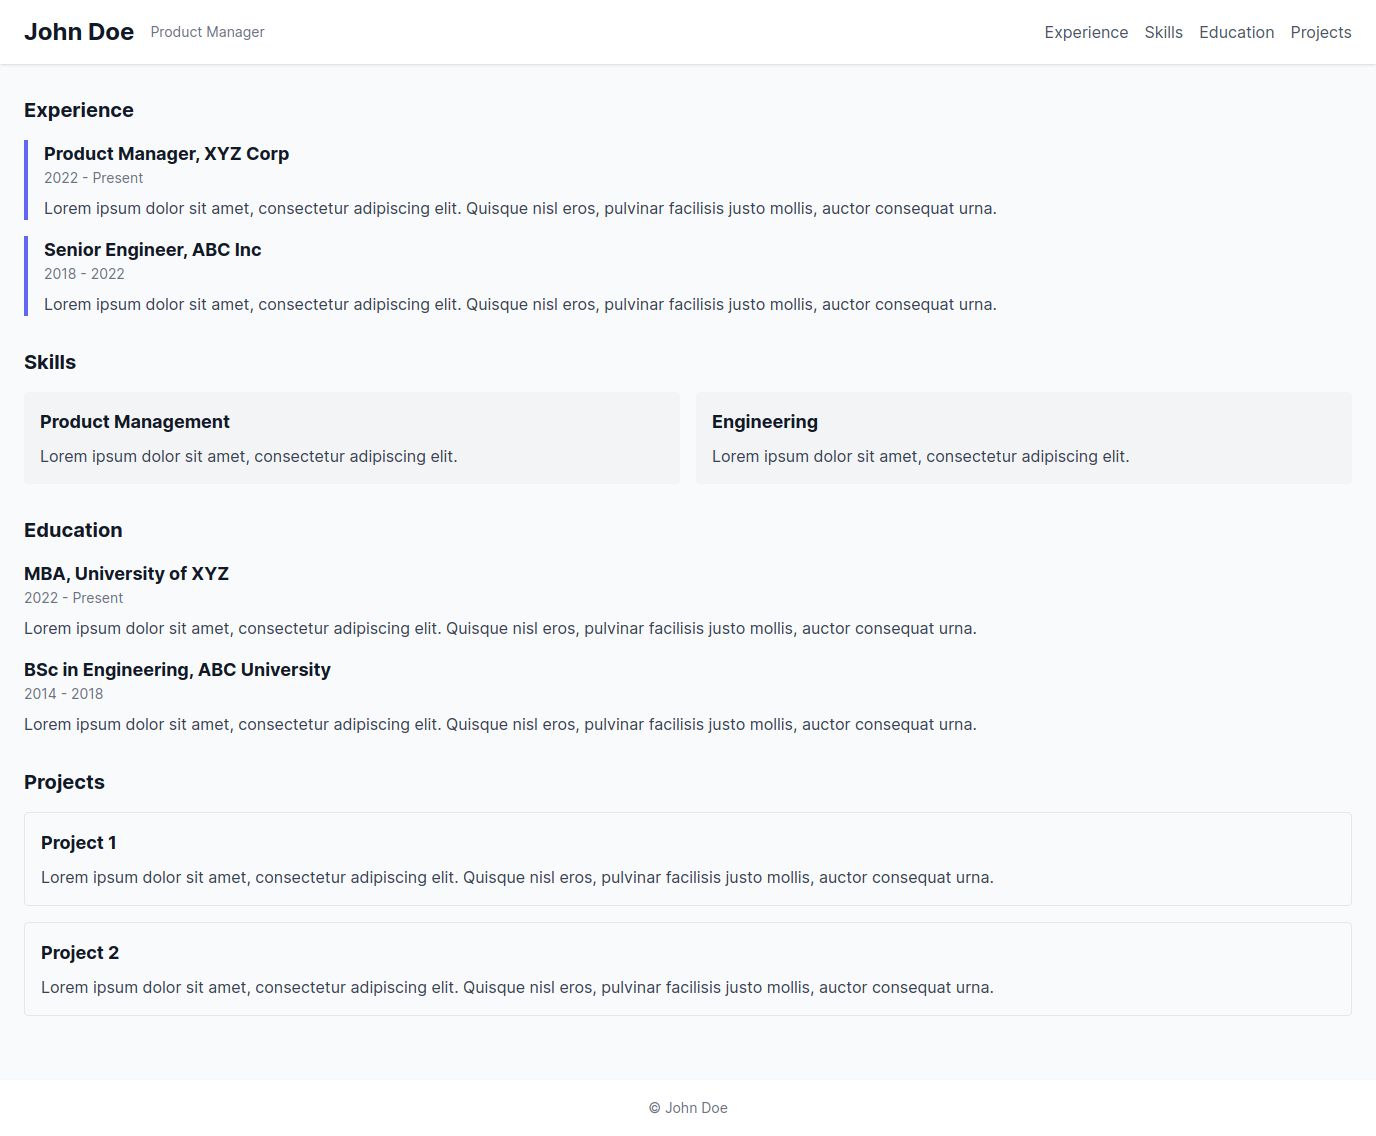 John Doe Product Manager Experience Skills Education Projects
Experience
Product Manager, XYZ Corp
2022 - Present
Lorem ipsum dolor sit amet, consectetur adipiscing elit. Quisque nisl eros, pulvinar facilisis justo mollis, auctor consequat urna.
Senior Engineer, ABC Inc
2018 - 2022
Lorem ipsum dolor sit amet, consectetur adipiscing elit. Quisque nisl eros, pulvinar facilisis justo mollis, auctor consequat urna.
Skills
Product Management
Lorem ipsum dolor sit amet, consectetur adipiscing elit.
Engineering
Lorem ipsum dolor sit amet, consectetur adipiscing elit.
Education
MBA, University of XYZ
2022 - Present
Lorem ipsum dolor sit amet, consectetur adipiscing elit. Quisque nisl eros, pulvinar facilisis justo mollis, auctor consequat urna.
BSc in Engineering, ABC University
2014 - 2018
Lorem ipsum dolor sit amet, consectetur adipiscing elit. Quisque nisl eros, pulvinar facilisis justo mollis, auctor consequat urna.
Projects
Project 1
Lorem ipsum dolor sit amet, consectetur adipiscing elit. Quisque nisl eros, pulvinar facilisis justo mollis, auctor consequat urna.
Project 2
Lorem ipsum dolor sit amet, consectetur adipiscing elit. Quisque nisl eros, pulvinar facilisis justo mollis, auctor consequat urna.
© John Doe